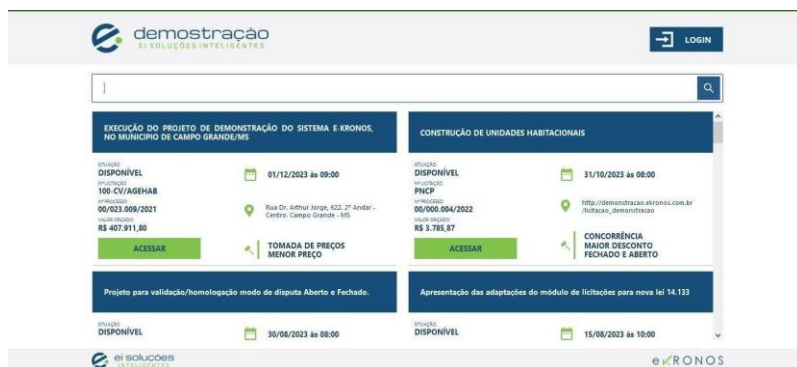 demostração
EI SOLUÇÕES INTELIGENTES
LOGIN
EXECUÇÃO DO PROJETO DE DEMONSTRAÇÃO DO SISTEMA E-KRONOS,
NO MUNICIPIO DE CAMPO GRANDE/MS
SITUAÇÃO
DISPONÍVEL
Nº LICITAÇÃO
100-CV/AGEHAB
Nº PROCESSO
00/023.009/2021
VALOR ORÇADO
R$ 407.911,80
ACESSAR
01/12/2023 às 09:00
Rua Dr. Arthur Jorge, 622. 2º Andar -
Centro. Campo Grande - MS
TOMADA DE PREÇOS
MENOR PREÇO
CONSTRUÇÃO DE UNIDADES HABITACIONAIS
SITUAÇÃO
DISPONÍVEL
Nº LICITAÇÃO
PNCP
Nº PROCESSO
00/000.004/2022
VALOR ORÇADO
R$ 3.785,87
ACESSAR
31/10/2023 às 08:00
http://demonstracao.ekronos.com.br
/licitacao_demonstracao
CONCORRÊNCIA
MAIOR DESCONTO
FECHADO E ABERTO
Projeto para validação/homologação modo de disputa Aberto e Fechado.
SITUAÇÃO
DISPONÍVEL
30/08/2023 às 08:00
Apresentação das adaptações do módulo de licitações para nova lei 14.133
SITUAÇÃO
DISPONÍVEL
15/08/2023 às 10:00
ei soluções
INTELIGENTES
eKRONOS